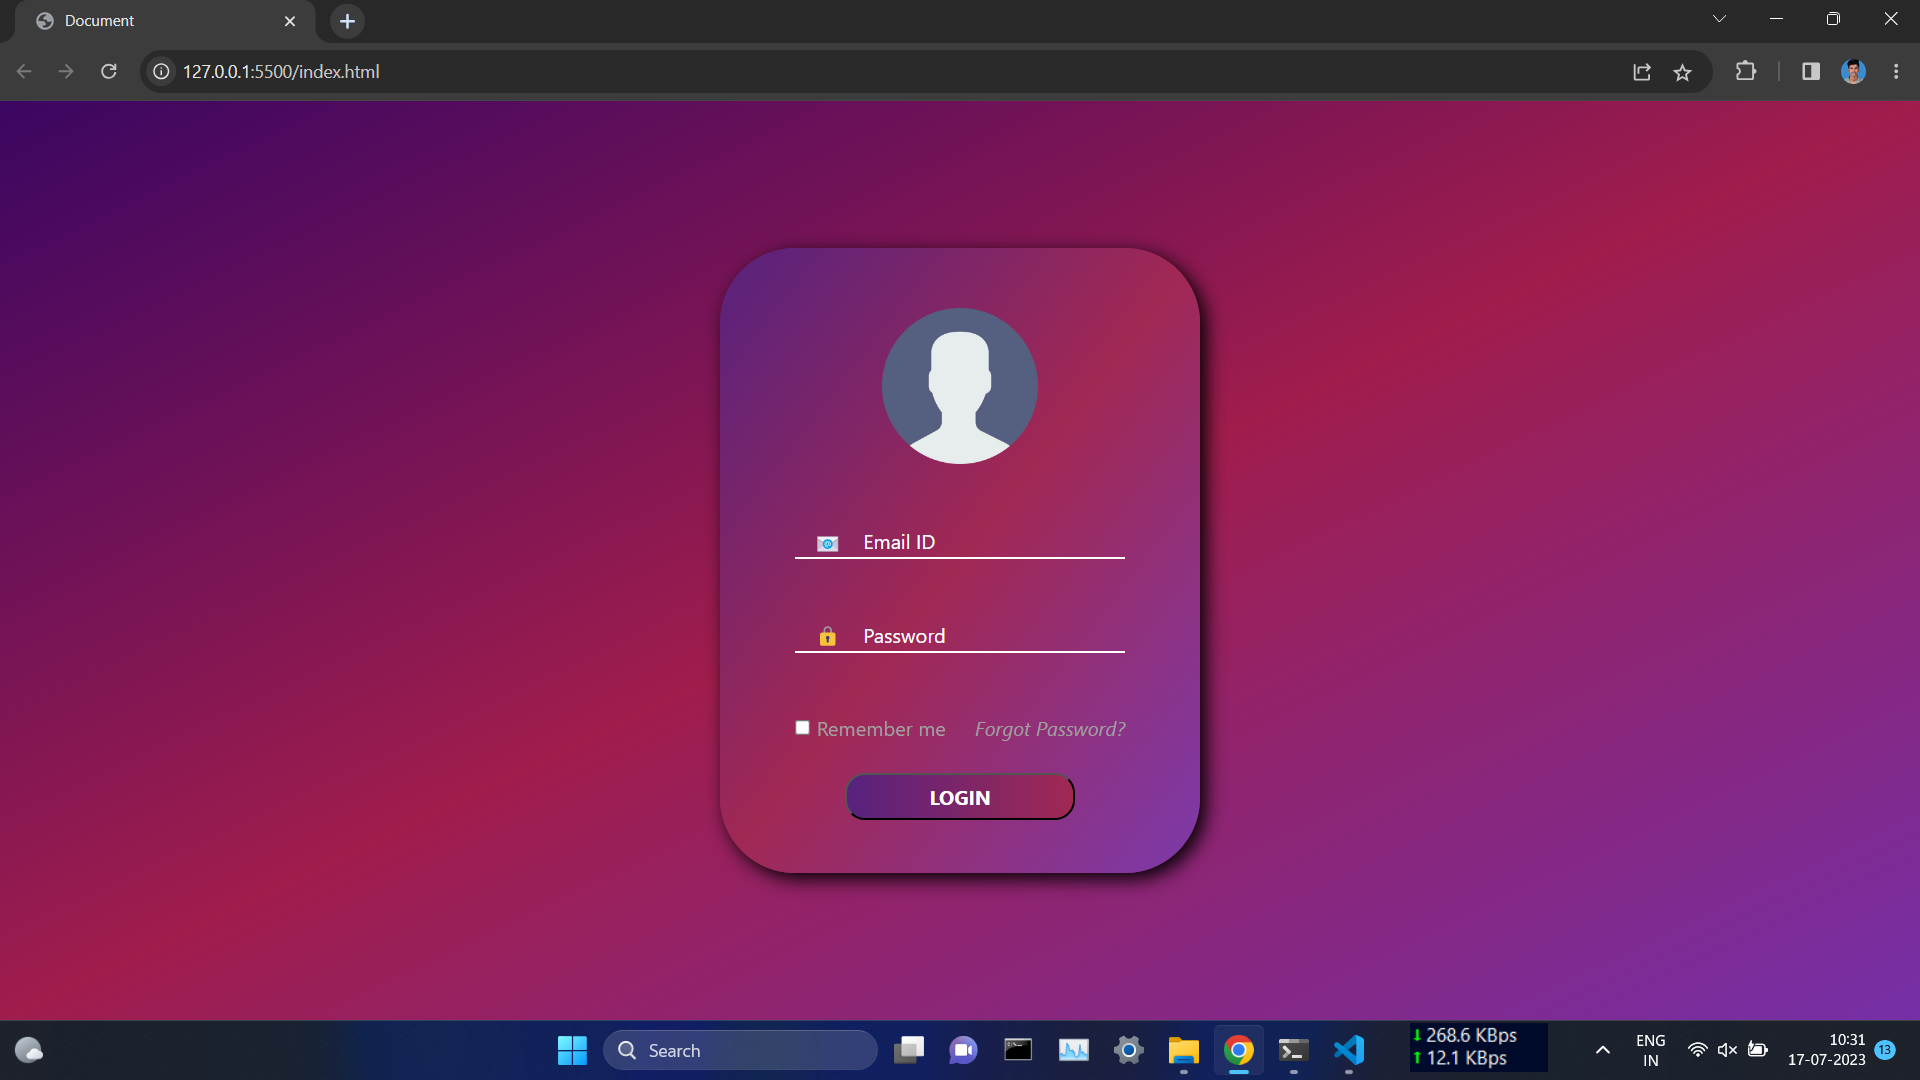 Document
127.0.0.1:5500/index.html
Email ID
Password
Remember me Forgot Password?
LOGIN
Search
268.6 KBps
12.1 KBps
ENG
IN
10:31
17-07-2023
13